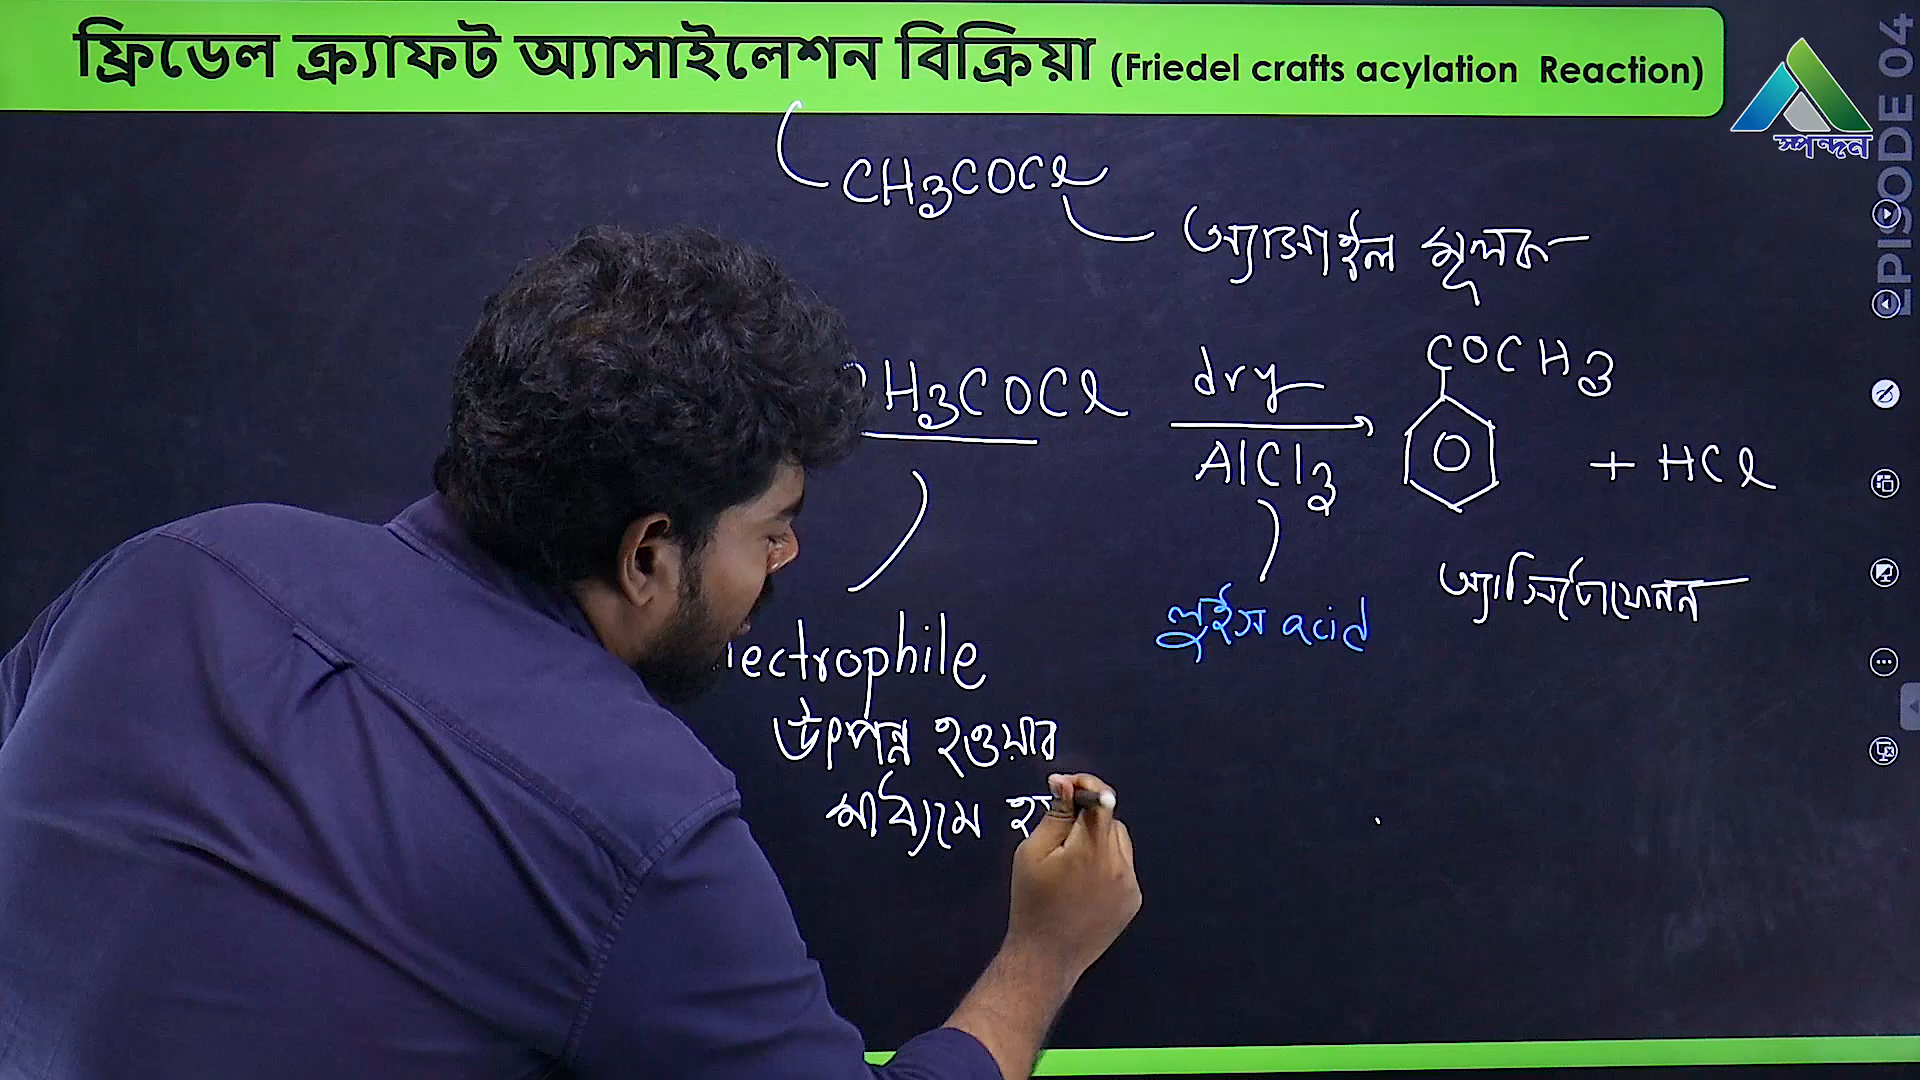 ফ্রিডেল ক্র্যাফট অ্যাসাইলেশন বিক্রিয়া (Friedel crafts acylation Reaction)
স্পন্দন
EPISODE 04
CH3COCl
অ্যাসাইল মূলক
H3COCl
dry
AlCl3
COCH3
+ HCl
লুইস acid
অ্যাসিটোফেনন
lectrophile
উৎপন্ন হওয়ার
মাধ্যমে